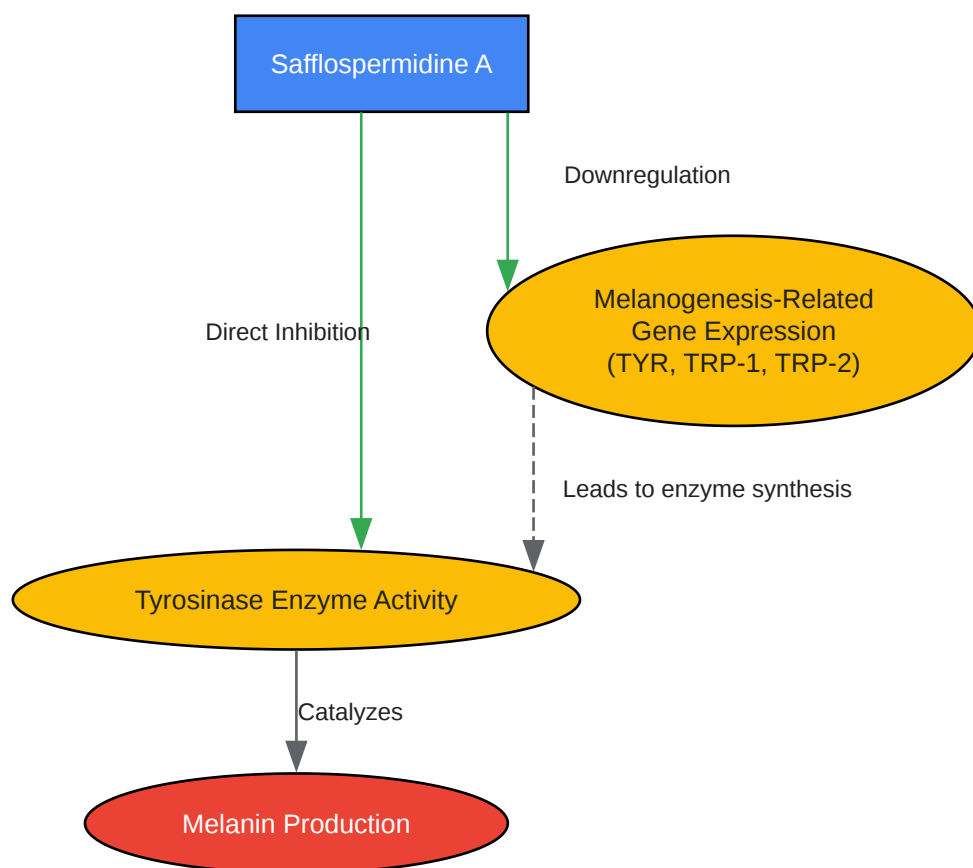 Safflospermidine A
Downregulation
Melanogenesis-Related
Gene Expression
(TYR, TRP-1, TRP-2)
Direct Inhibition
Leads to enzyme synthesis
Tyrosinase Enzyme Activity
Catalyzes
Melanin Production